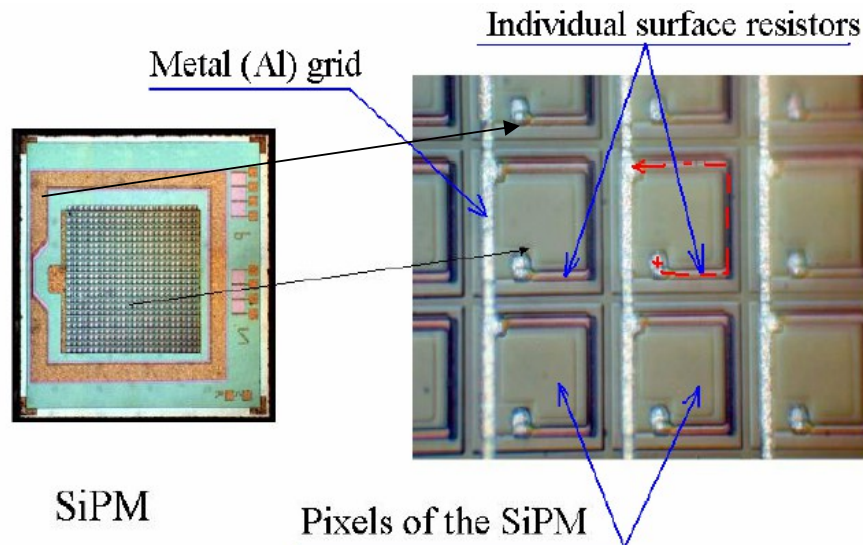 Individual surface resistors
Metal (Al) grid
SiPM
Pixels of the SiPM